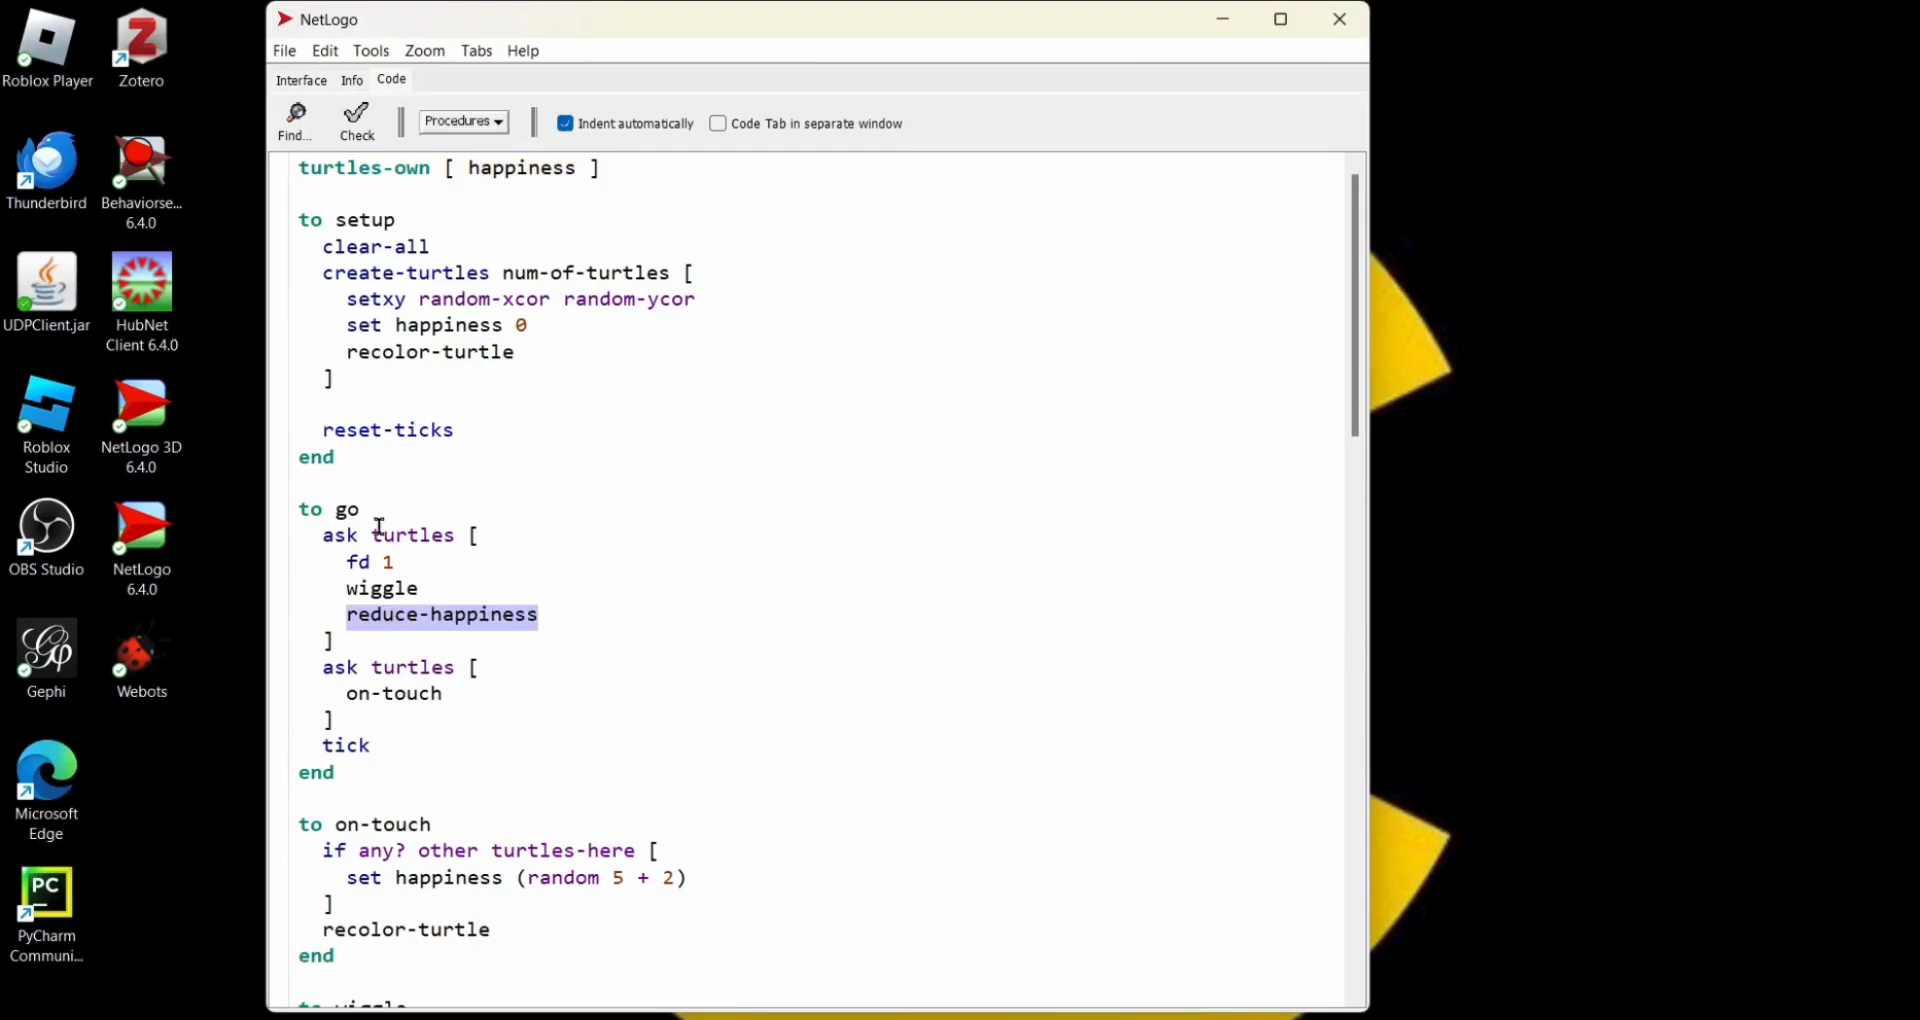 Roblox Player
Zotero
Thunderbird
Behaviorse...
6.4.0
UDPClient.jar
HubNet
Client 6.4.0
Roblox
Studio
NetLogo 3D
6.4.0
OBS Studio
NetLogo
6.4.0
Gephi
Webots
Microsoft
Edge
PC
PyCharm
Communi...
NetLogo
File Edit Tools Zoom Tabs Help
Interface Info Code
Find... Check Procedures Indent automatically Code Tab in separate window
turtles-own [ happiness ]
to setup
clear-all
create-turtles num-of-turtles [
setxy random-xcor random-ycor
set happiness 0
recolor-turtle
]
reset-ticks
end
to go
ask turtles [
fd 1
wiggle
reduce-happiness
]
ask turtles [
on-touch
]
tick
end
to on-touch
if any? other turtles-here [
set happiness (random 5 + 2)
]
recolor-turtle
end
to wiggle